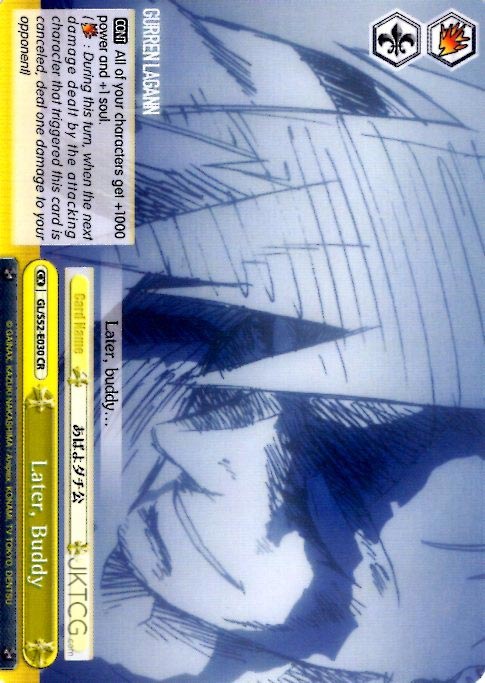 GURREN LAGANN
CONT All of your characters get +1000
power and +1 soul.
( : During this turn, when the next
damage dealt by the attacking
character that triggered this card is
canceled, deal one damage to your
opponent)
Later, buddy…
Card Name
あばよダチ公
JKTCG.com
CX
GL/S52-E030 CR
Later, Buddy
© GAINAX, KAZUKI NAKASHIMA / Aniplex, KONAMI, TV TOKYO, DENTSU